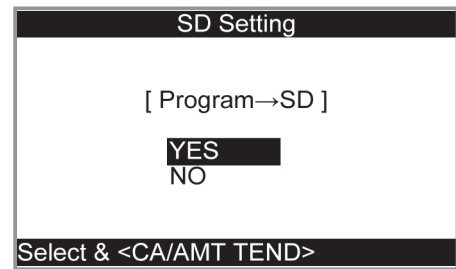 SD Setting
[ Program→SD ]
YES
NO
Select & <CA/AMT TEND>